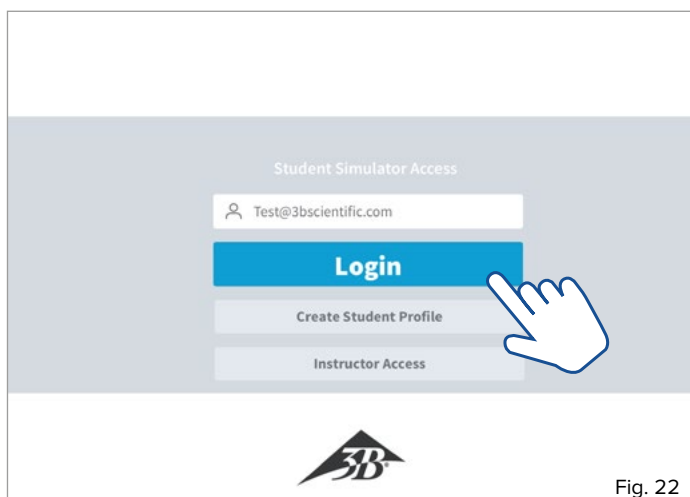 Student Simulator Access
Test@3bscientific.com
Login
Create Student Profile
Instructor Access
3B
Fig. 22